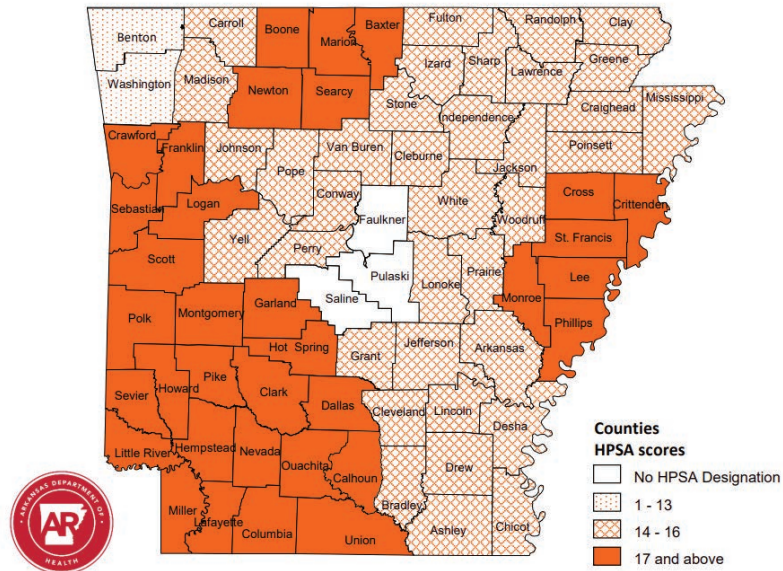 Benton
Carroll
Boone
Marion
Baxter
Fulton
Randolph
Clay
Washington
Madison
Newton
Searcy
Izard
Sharp
Lawrence
Greene
Stone
Independence
Craighead
Mississippi
Crawford
Franklin
Johnson
Pope
Van Buren
Cleburne
Jackson
Poinsett
Sebastian
Logan
Conway
Faulkner
White
Woodruff
Cross
Crittenden
Scott
Yell
Perry
Pulaski
Saline
Lonoke
Prairie
St. Francis
Lee
Monroe
Phillips
Polk
Montgomery
Garland
Hot Spring
Grant
Jefferson
Arkansas
Sevier
Howard
Pike
Clark
Dallas
Cleveland
Lincoln
Desha
Little River
Hempstead
Nevada
Ouachita
Calhoun
Bradley
Drew
Miller
Lafayette
Columbia
Union
Ashley
Chicot
Counties
HPSA scores
No HPSA Designation
1 - 13
14 - 16
17 and above
ARKANSAS DEPARTMENT OF
AR
HEALTH